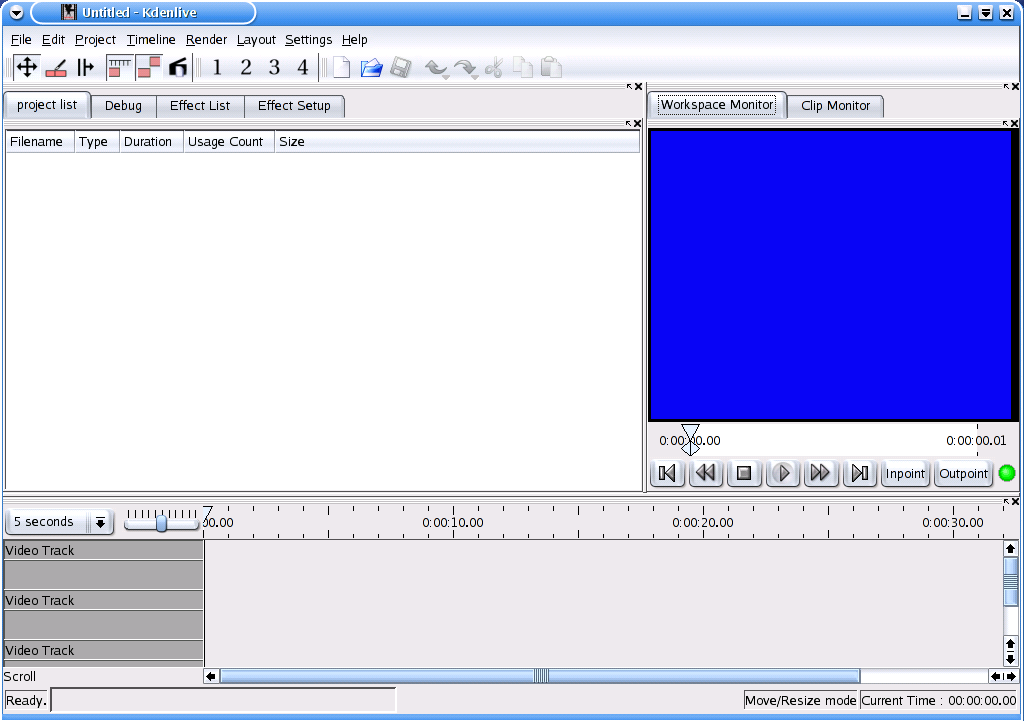 Untitled - Kdenlive
File Edit Project Timeline Render Layout Settings Help
1 2 3 4
project list Debug Effect List Effect Setup
Workspace Monitor Clip Monitor
Filename Type Duration Usage Count Size
0:00:00.00 0:00:00.01
Inpoint Outpoint
5 seconds
00.00 0:00:10.00 0:00:20.00 0:00:30.00
Video Track
Video Track
Video Track
Scroll
Ready. Move/Resize mode Current Time : 00:00:00.00